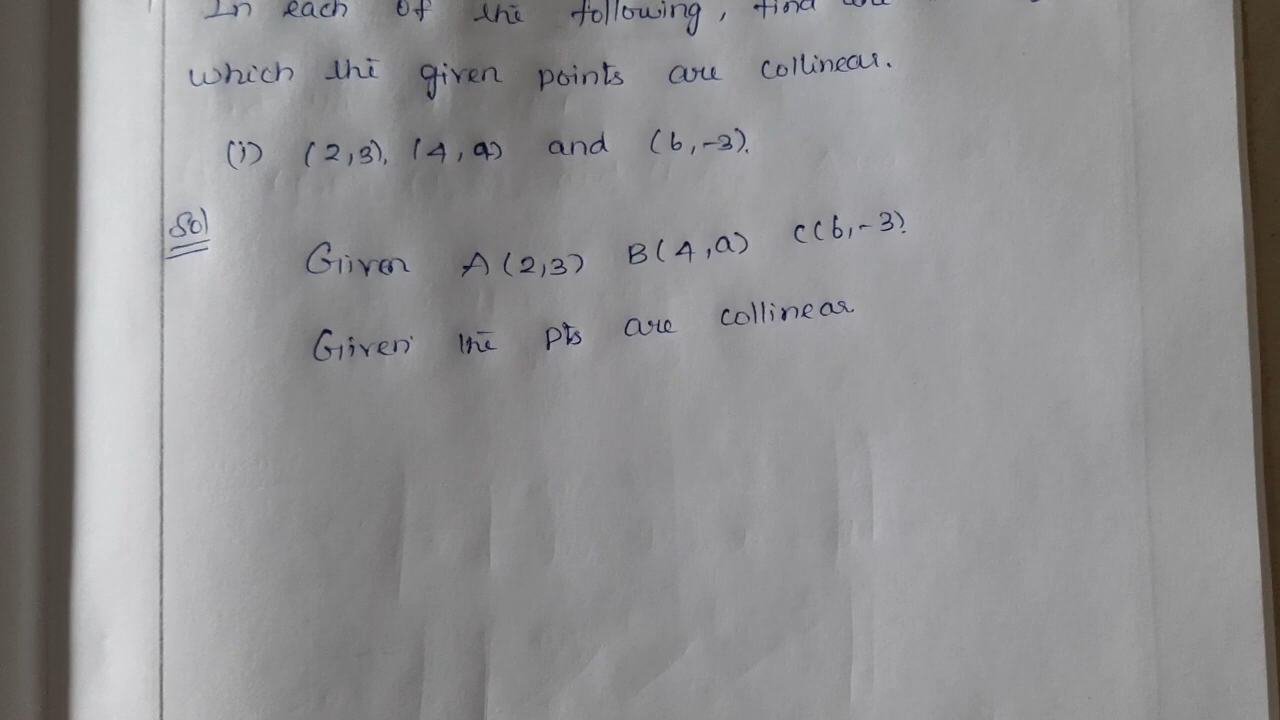 In each of the following, find
which the given points are collinear.
(i) (2,3), (4,a) and (6,-3).
Sol
Given A(2,3) B(4,a) C(6,-3).
Given the pts are collinear.